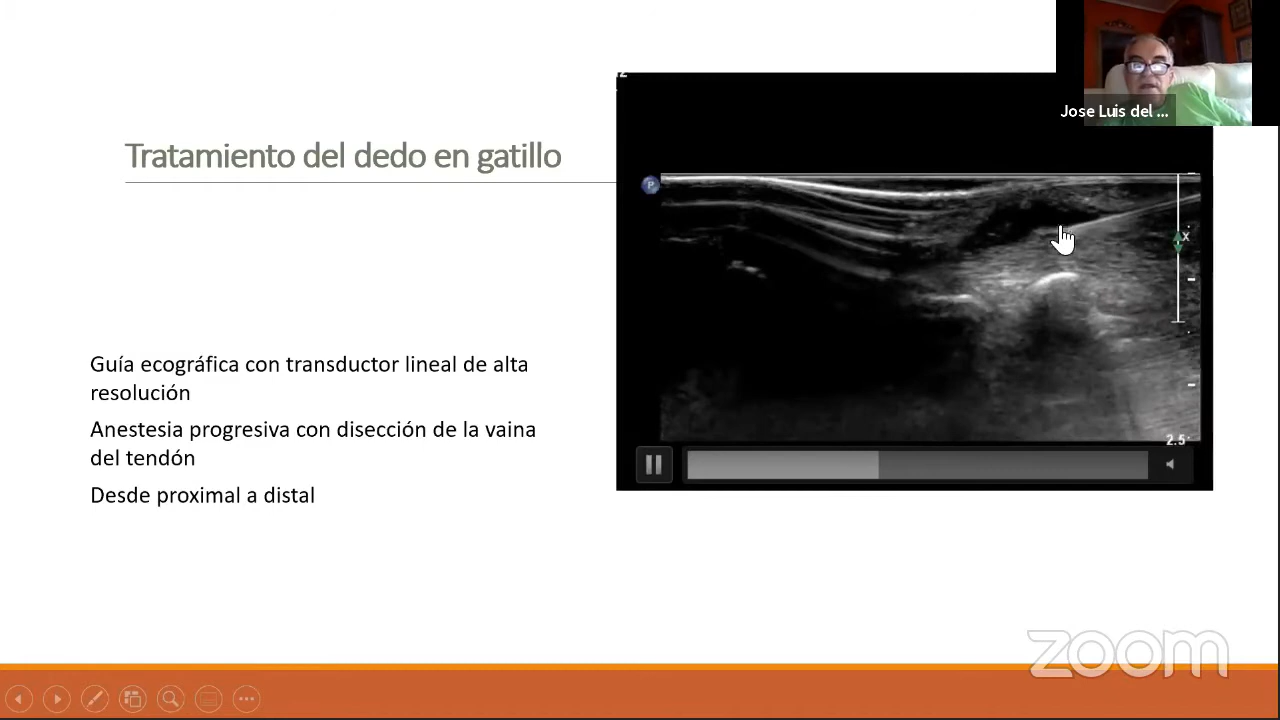 Jose Luis del ...
Tratamiento del dedo en gatillo
P
X
Guía ecográfica con transductor lineal de alta
resolución
Anestesia progresiva con disección de la vaina
del tendón
Desde proximal a distal
2.5
zoom